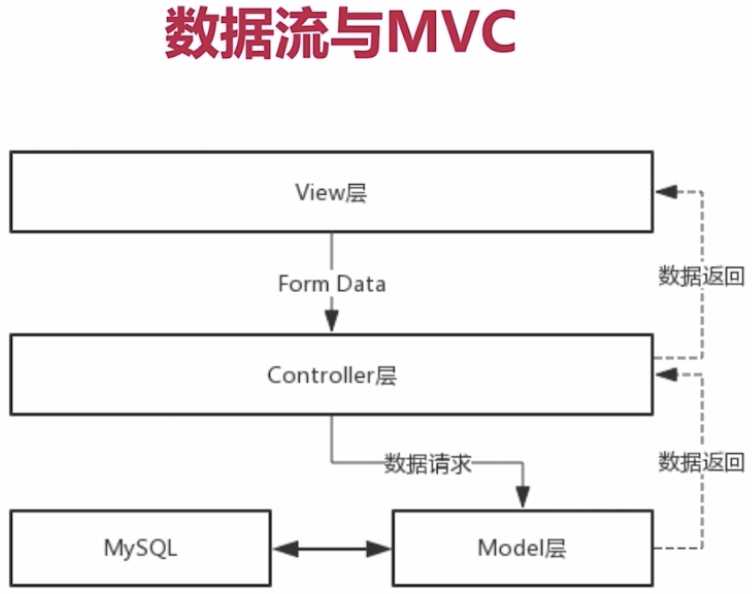 数据流与MVC
View层
Form Data
数据返回
Controller层
数据请求
数据返回
MySQL
Model层